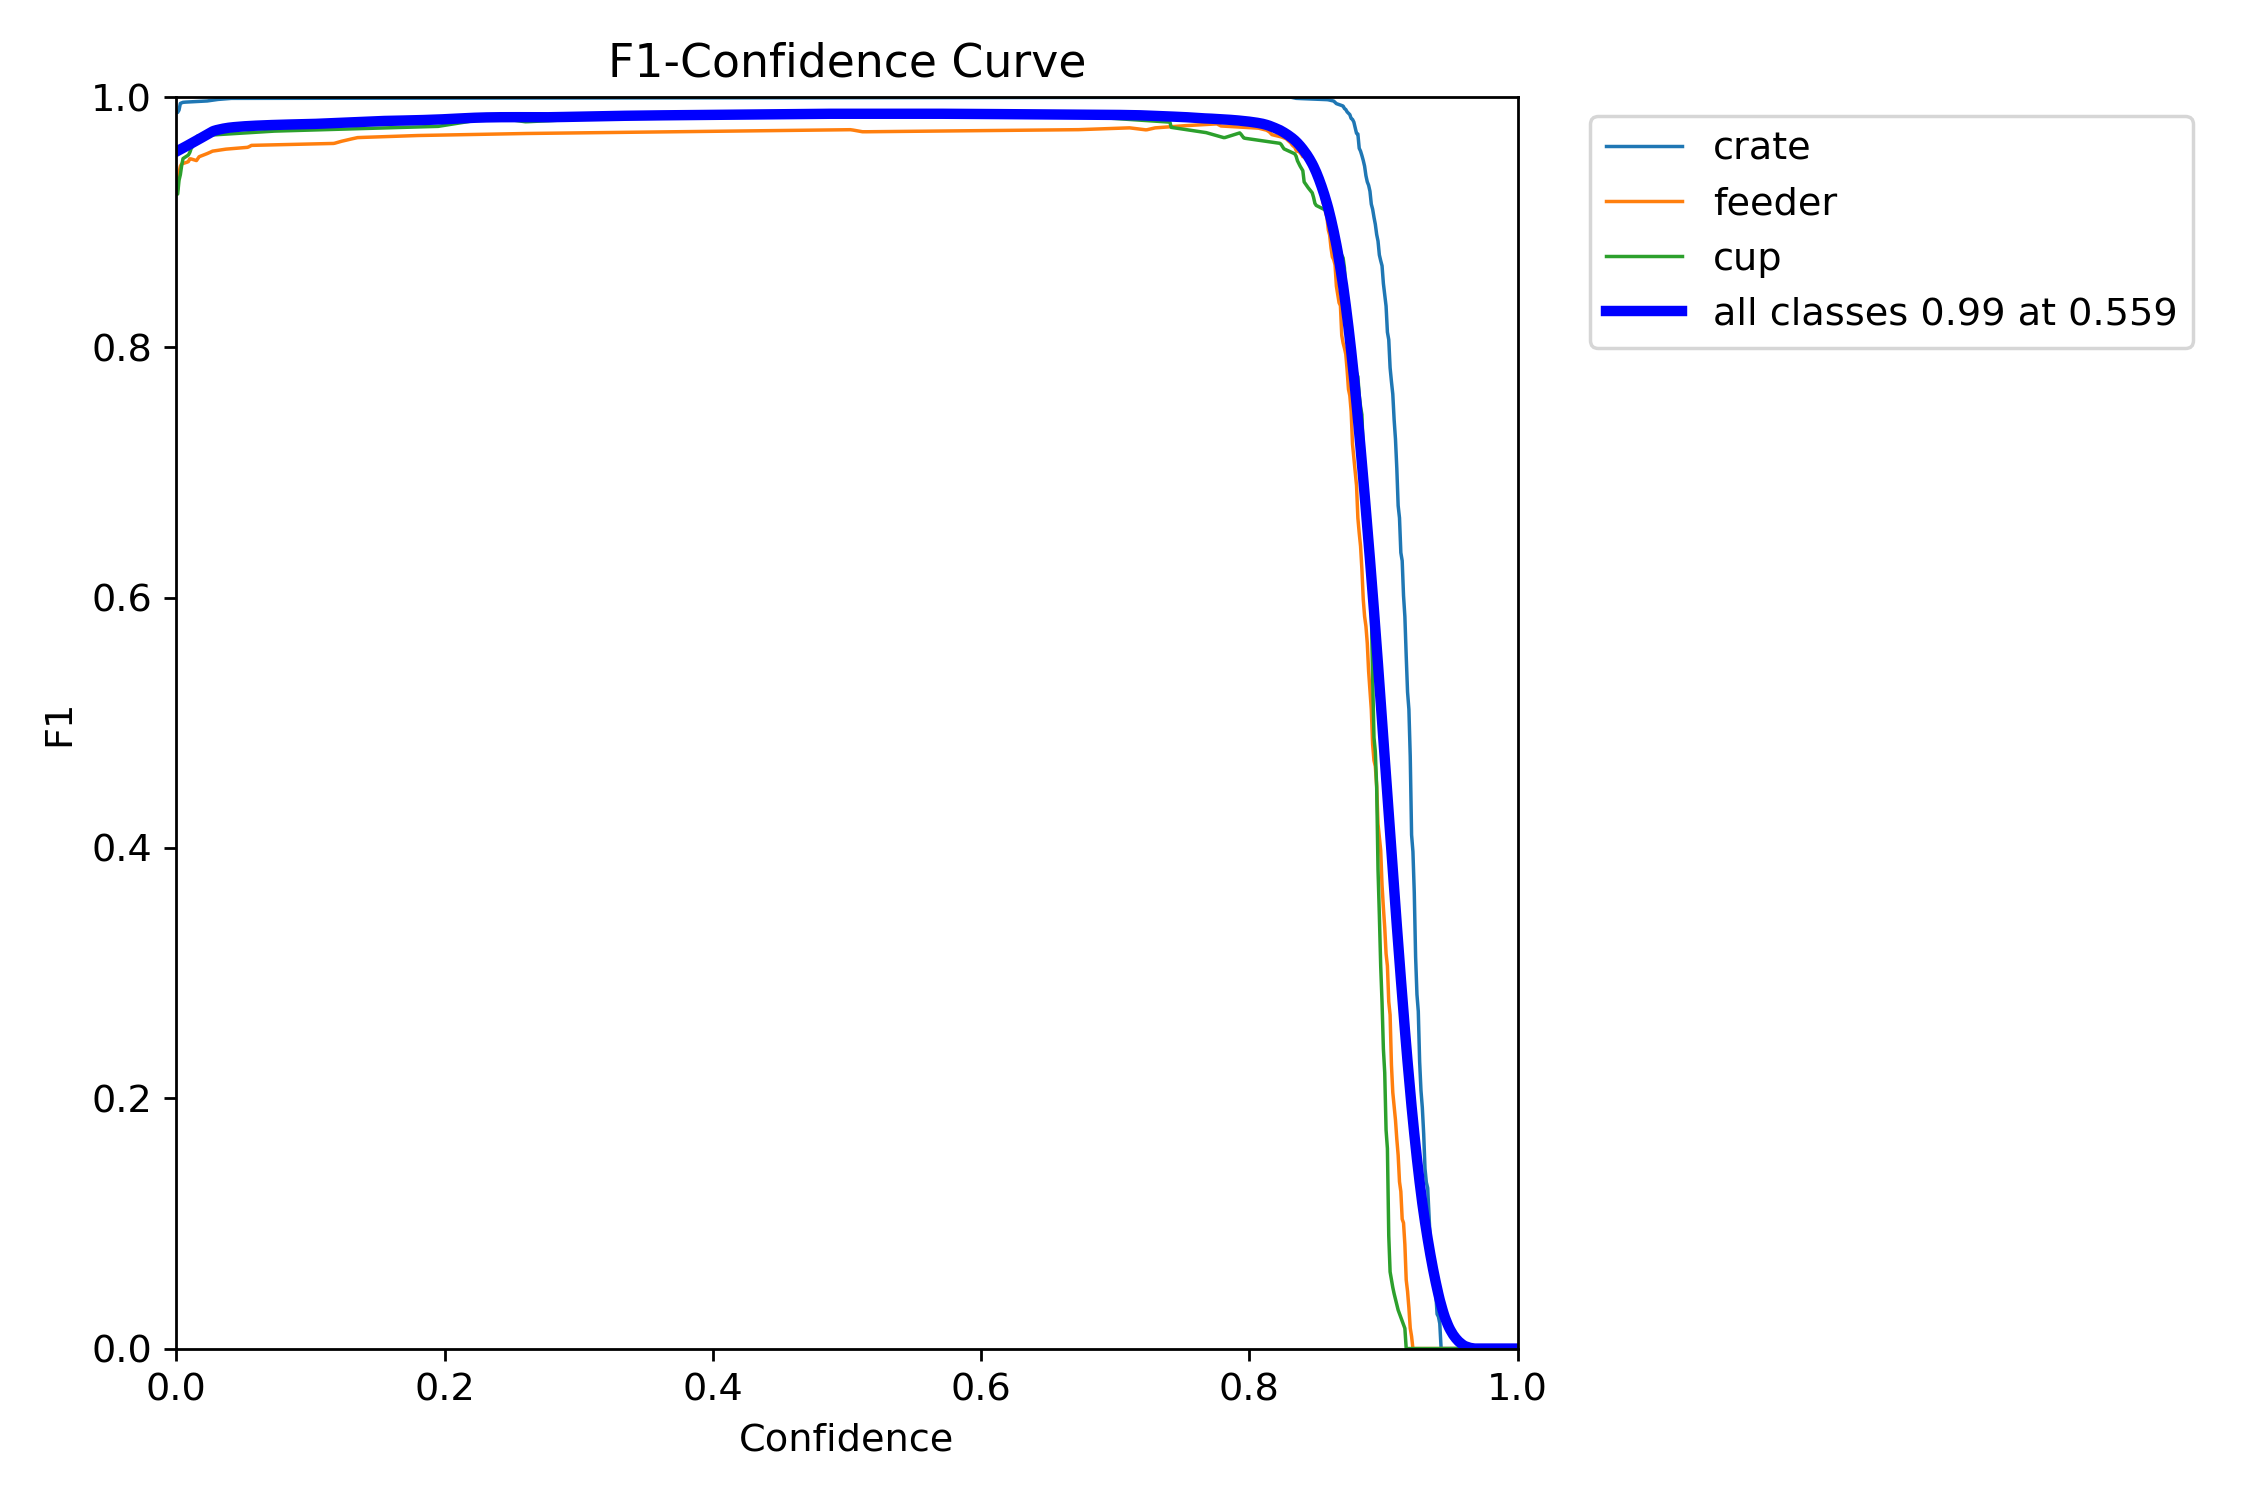 F1-Confidence Curve
1.0
0.8
0.6
0.4
0.2
0.0
F1
0.0 0.2 0.4 0.6 0.8 1.0
Confidence
crate
feeder
cup
all classes 0.99 at 0.559